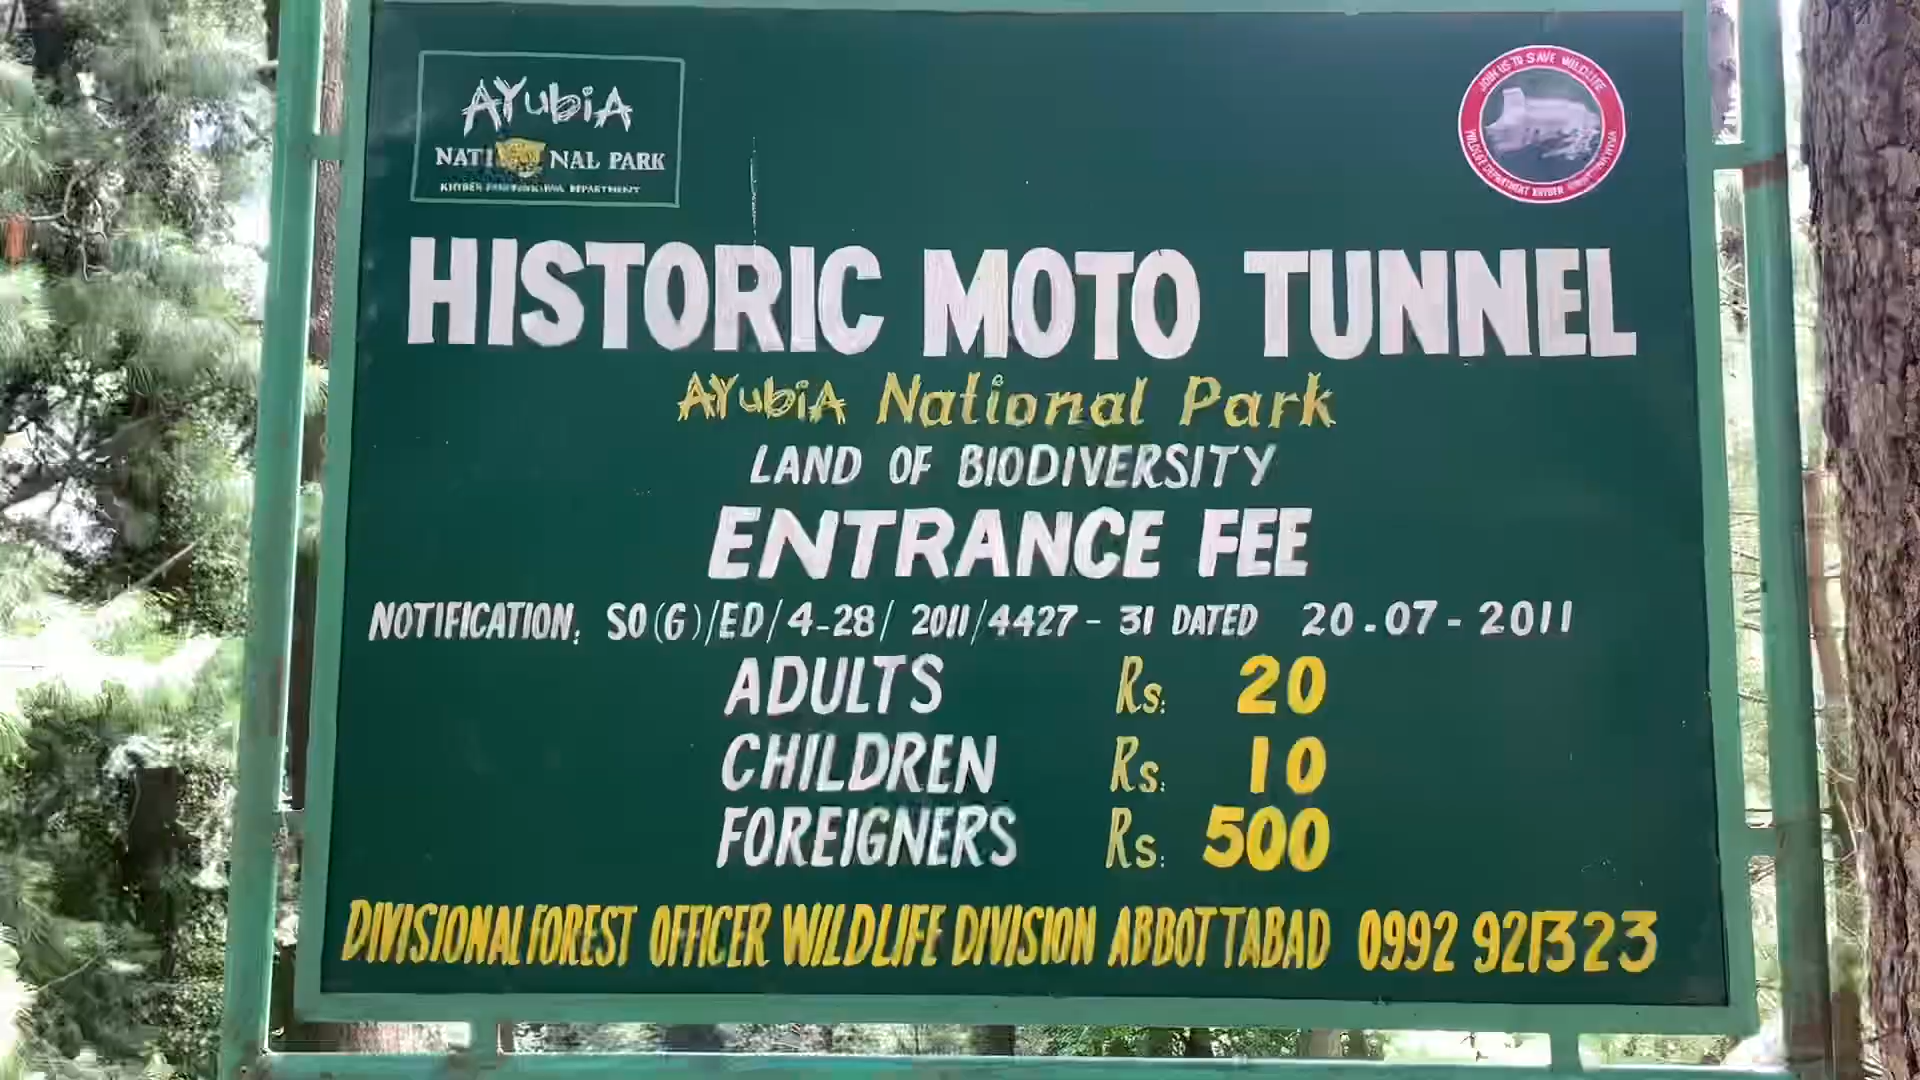 AYubiA
NATIONAL PARK
JOIN US TO SAVE WILDLIFE
WILDLIFE DEPARTMENT KHYBER
HISTORIC MOTO TUNNEL
AYubiA National Park
LAND OF BIODIVERSITY
ENTRANCE FEE
NOTIFICATION: SO(G)/ED/4-28/ 2011/4427-31 DATED 20.07-2011
ADULTS Rs: 20
CHILDREN Rs: 10
FOREIGNERS Rs: 500
DIVISIONAL FOREST OFFICER WILDLIFE DIVISION ABBOTTABAD 0992 921323